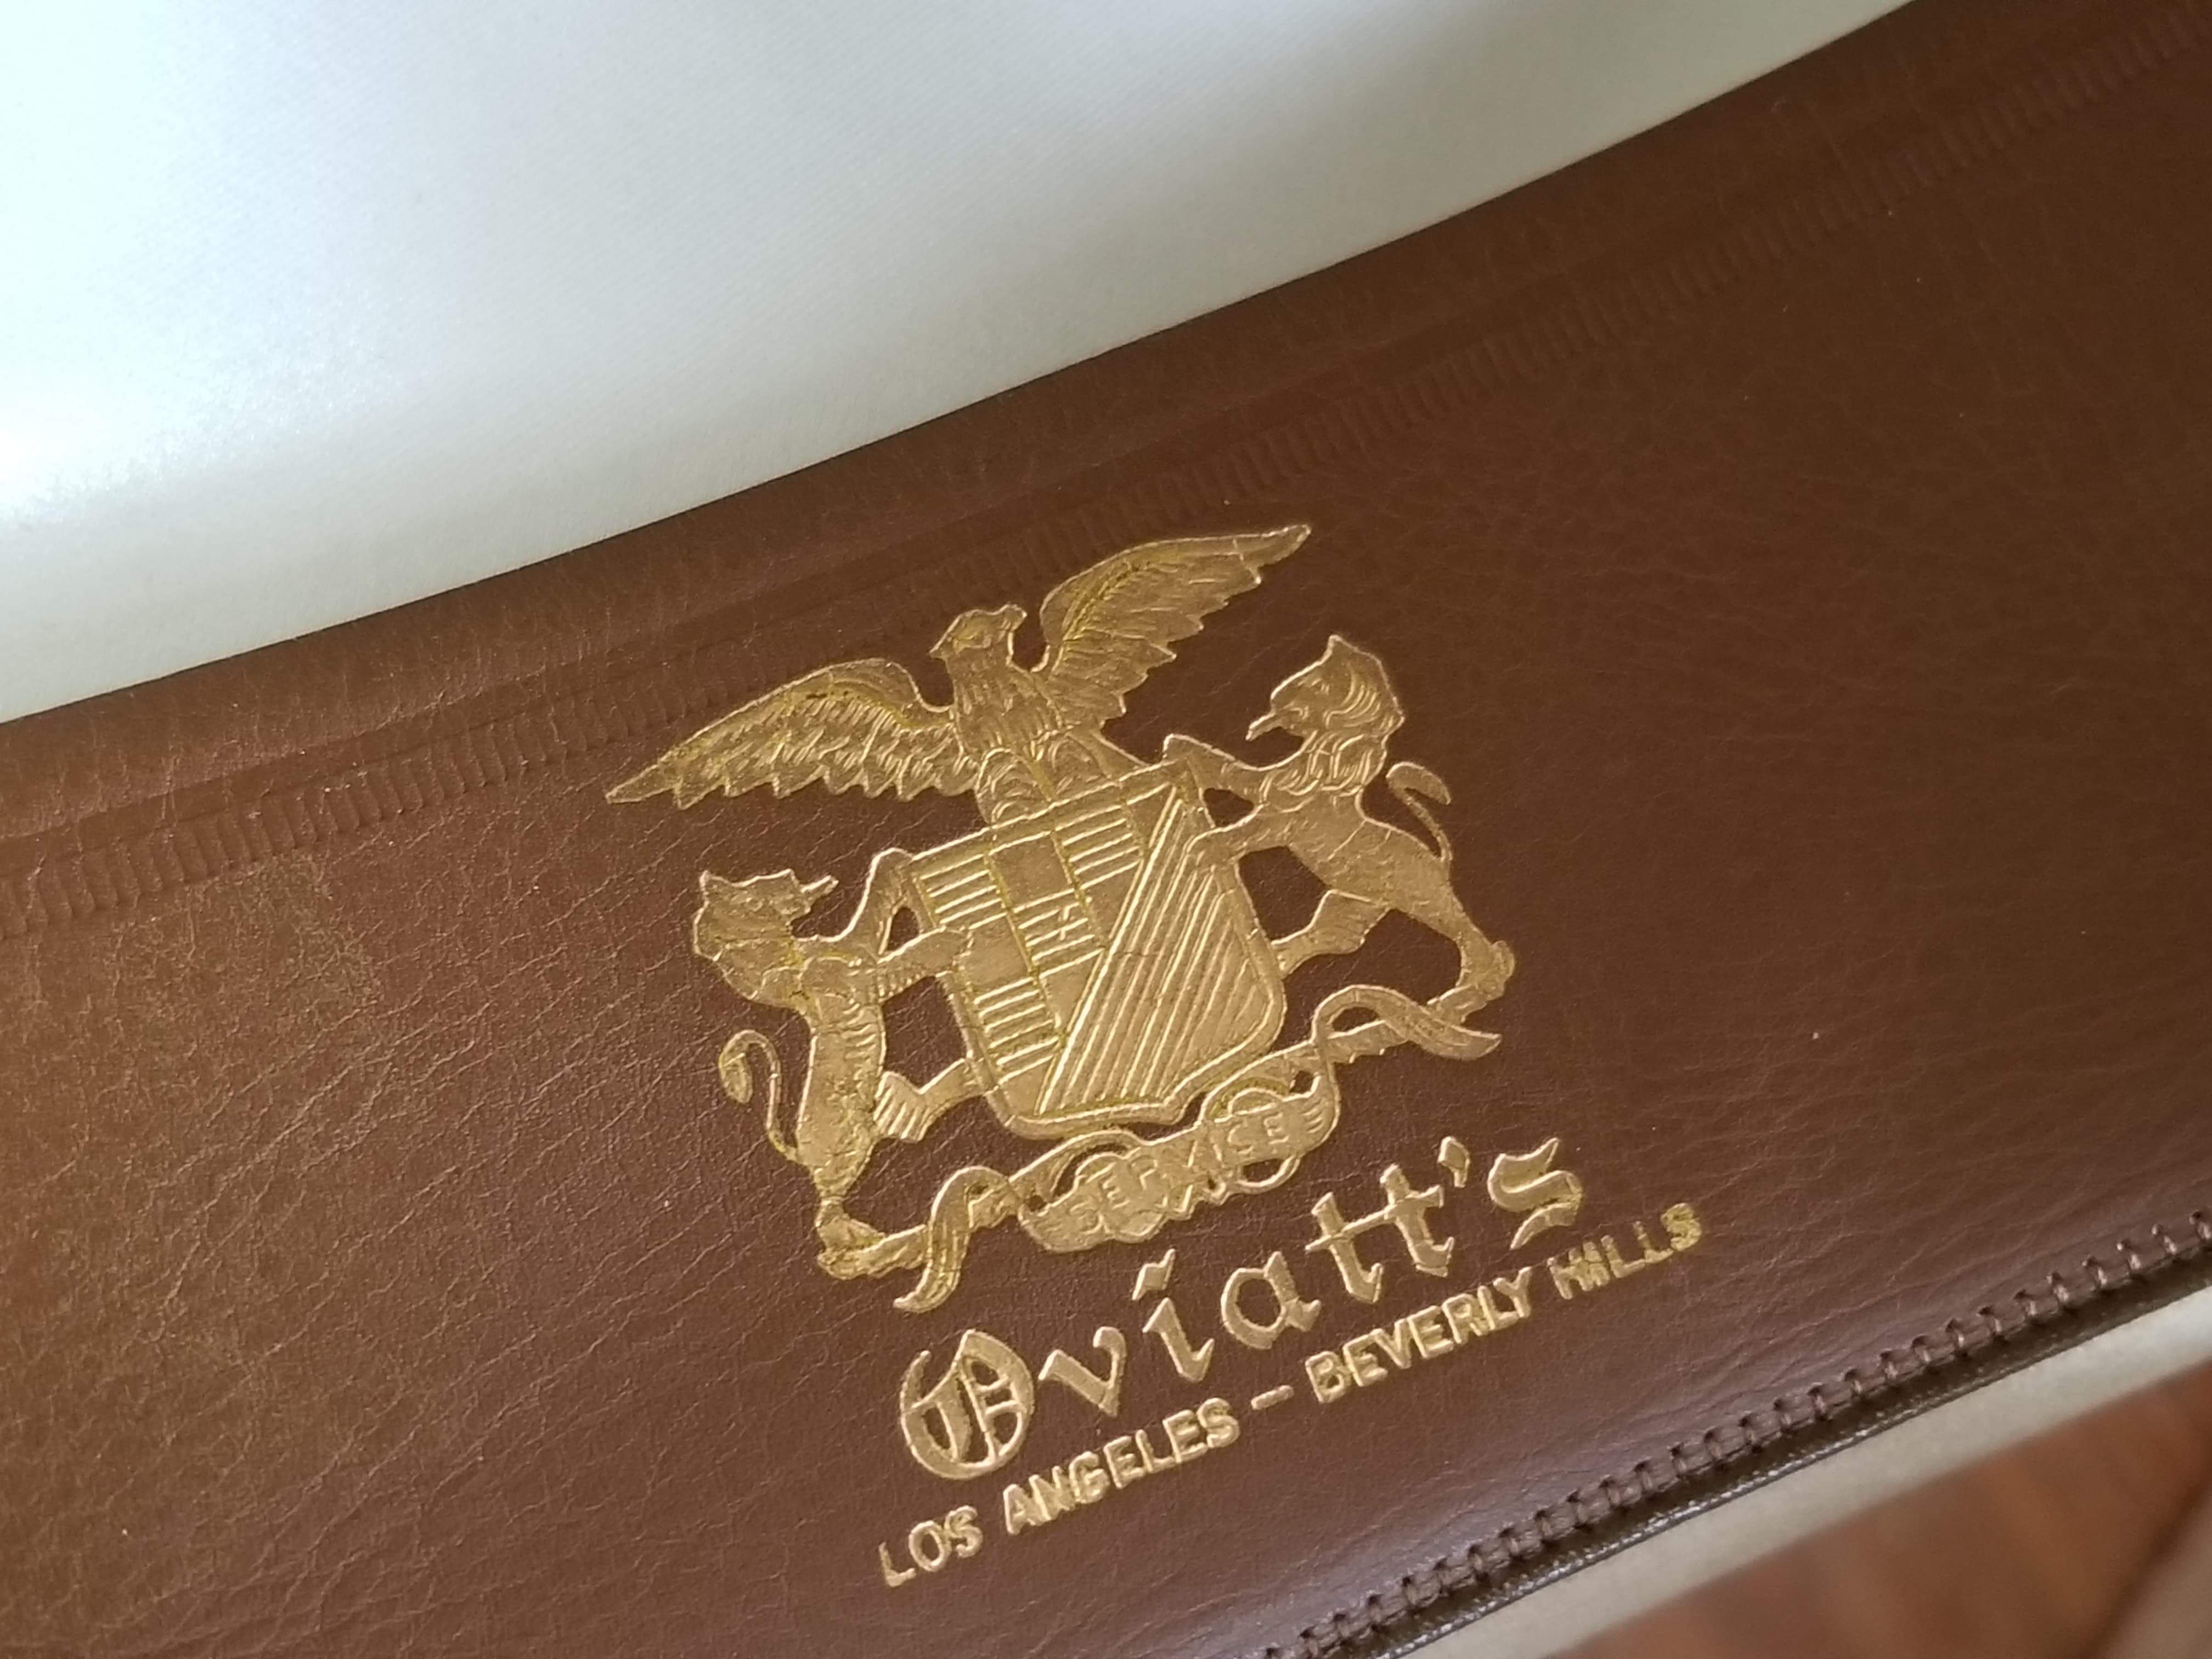 SERVICE
Oviatt's
LOS ANGELES – BEVERLY HILLS